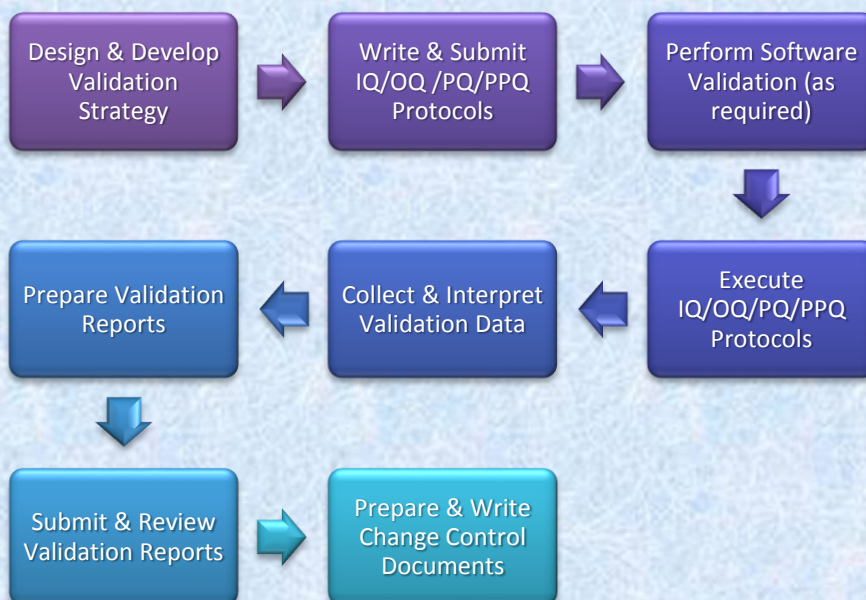 Design & Develop
Validation
Strategy
Write & Submit
IQ/OQ /PQ/PPQ
Protocols
Perform Software
Validation (as
required)
Execute
IQ/OQ/PQ/PPQ
Protocols
Collect & Interpret
Validation Data
Prepare Validation
Reports
Submit & Review
Validation Reports
Prepare & Write
Change Control
Documents